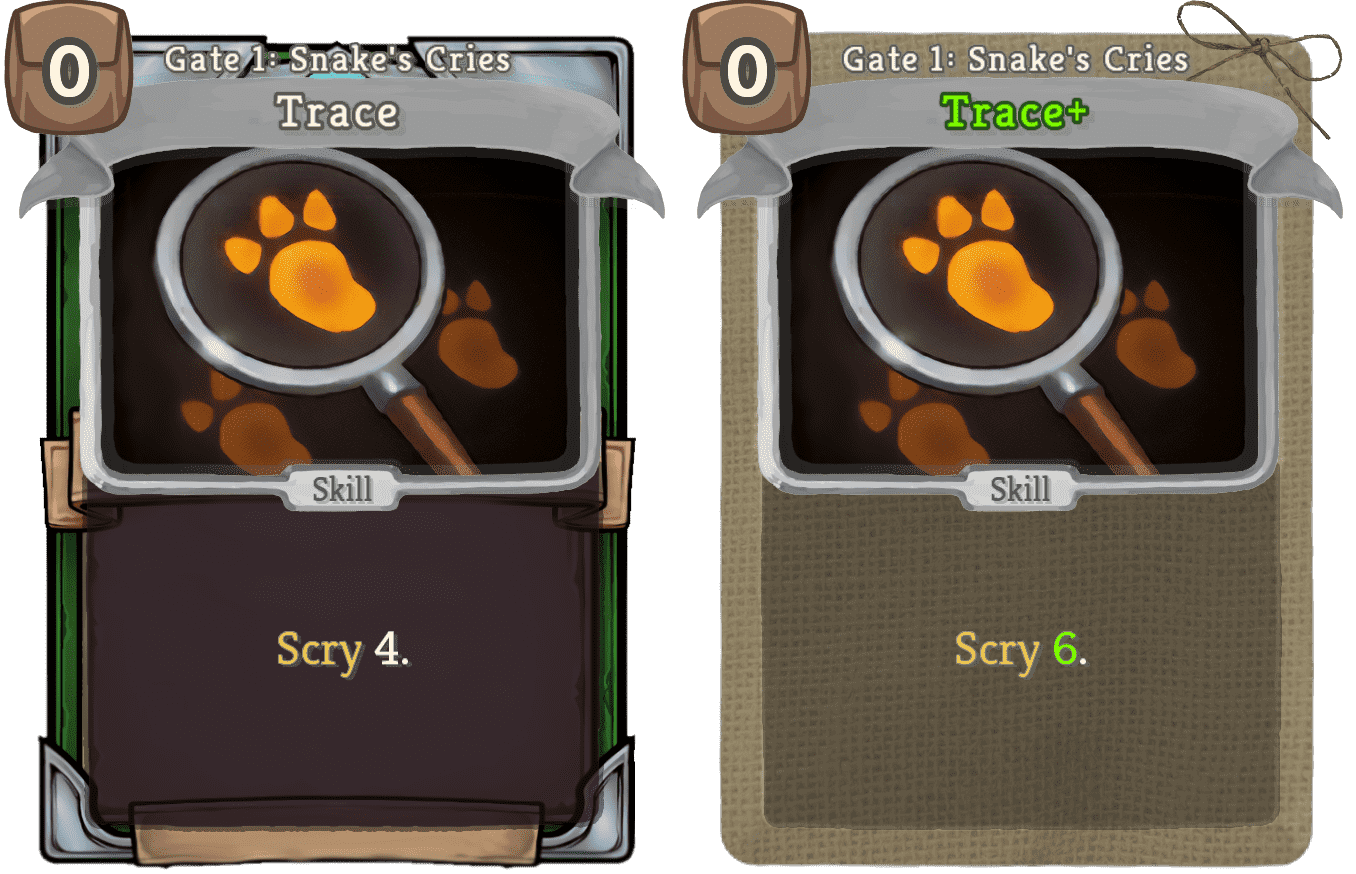 0
Gate 1: Snake's Cries
Trace
Skill
Scry 4.
0
Gate 1: Snake's Cries
Trace+
Skill
Scry 6.